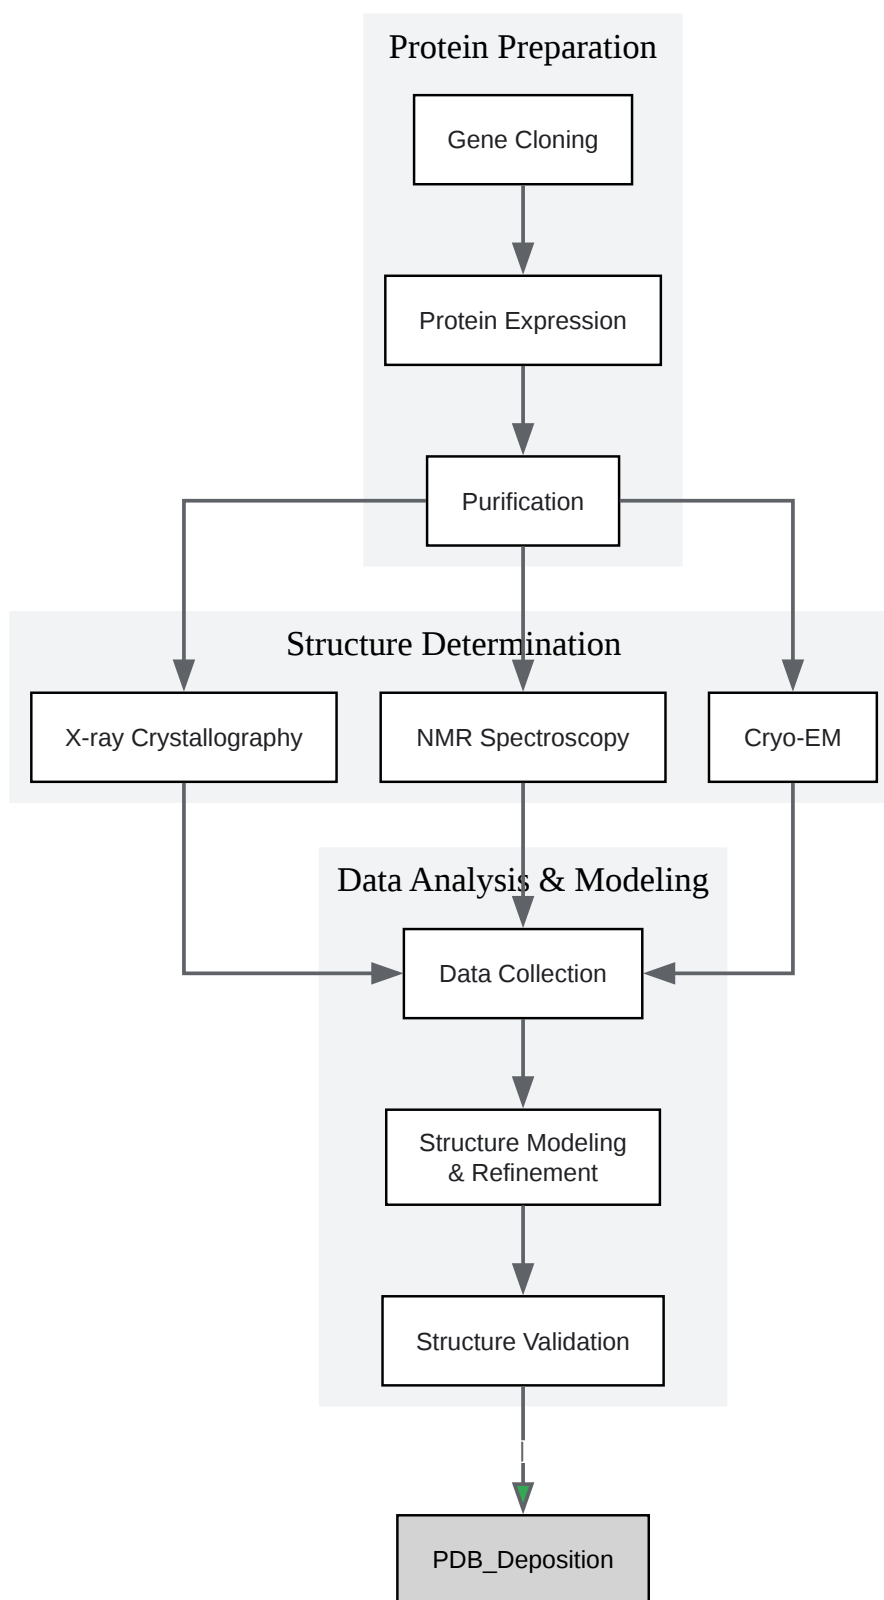 Protein Preparation
Gene Cloning
Protein Expression
Purification
Structure Determination
X-ray Crystallography
NMR Spectroscopy
Cryo-EM
Data Analysis & Modeling
Data Collection
Structure Modeling
& Refinement
Structure Validation
PDB_Deposition